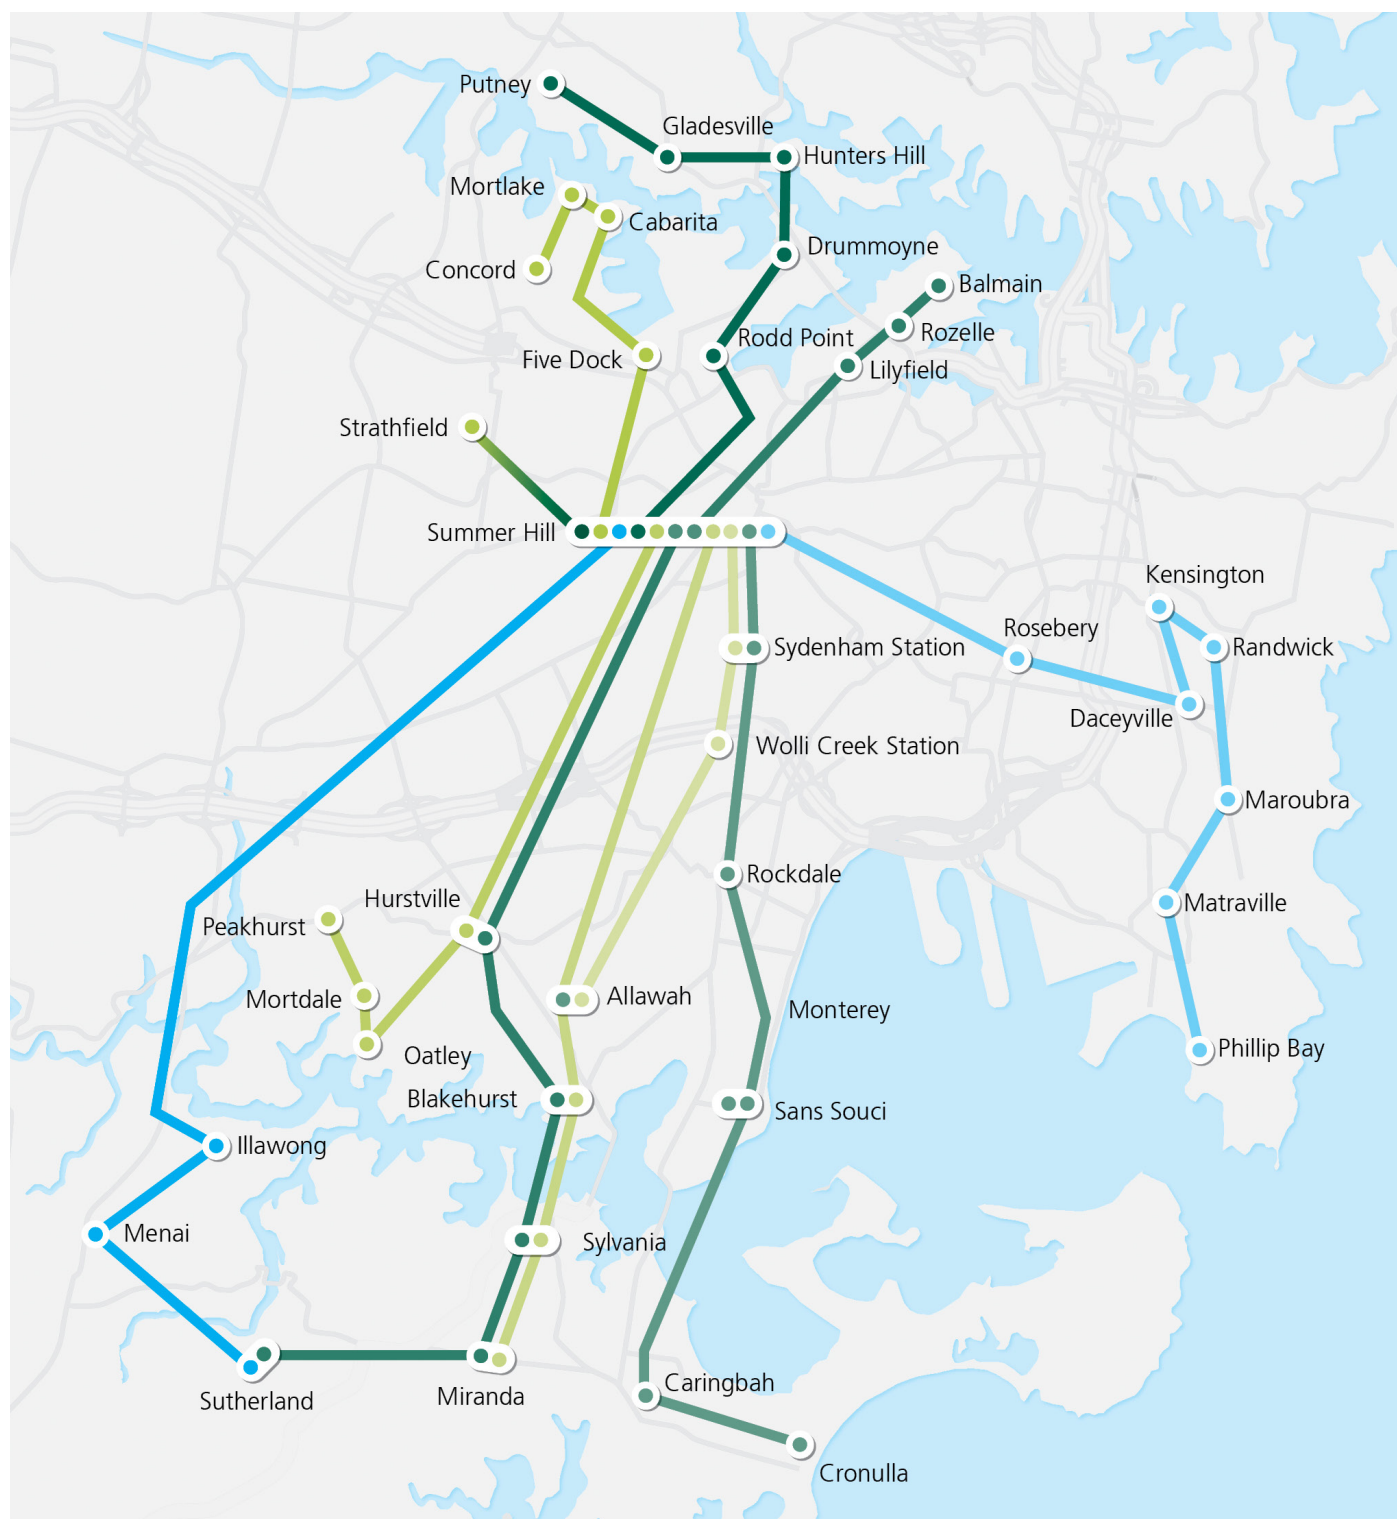 Putney
Gladesville
Hunters Hill
Mortlake
Cabarita
Drummoyne
Concord
Balmain
Rozelle
Rodd Point
Five Dock
Lilyfield
Strathfield
Summer Hill
Kensington
Rosebery
Sydenham Station
Randwick
Daceyville
Wolli Creek Station
Maroubra
Rockdale
Hurstville
Matraville
Peakhurst
Mortdale
Allawah
Monterey
Oatley
Phillip Bay
Blakehurst
Sans Souci
Illawong
Menai
Sylvania
Caringbah
Sutherland
Miranda
Cronulla